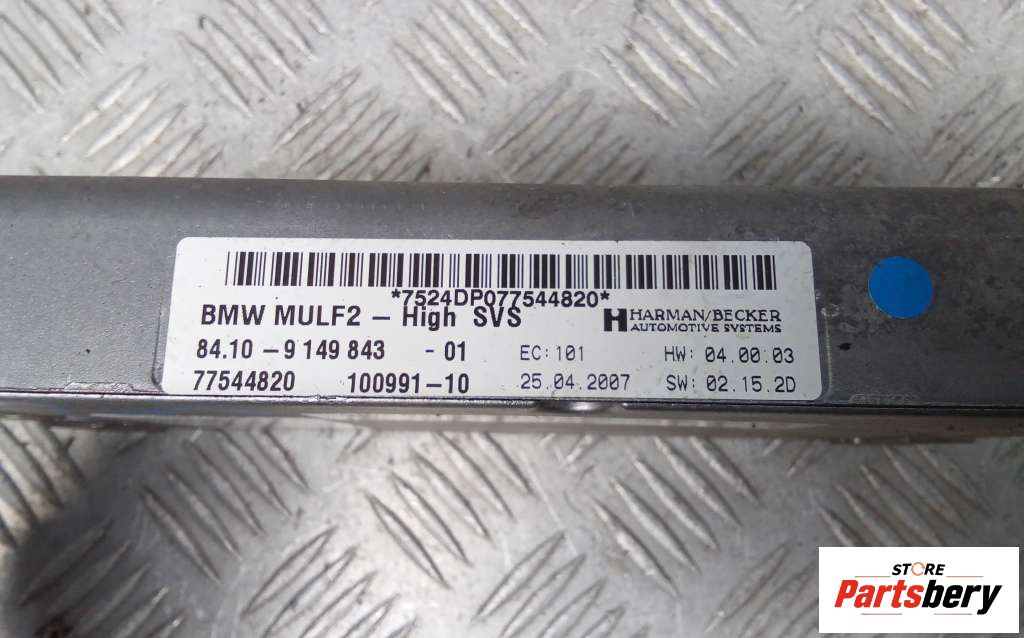 *7524DP077544820*
BMW MULF2 - High SVS
HARMAN/BECKER
AUTOMOTIVE SYSTEMS
84.10 - 9 149 843 - 01 EC: 101 HW: 04.00.03
77544820 100991-10 25.04.2007 SW: 02.15.2D
STORE
Partsbery